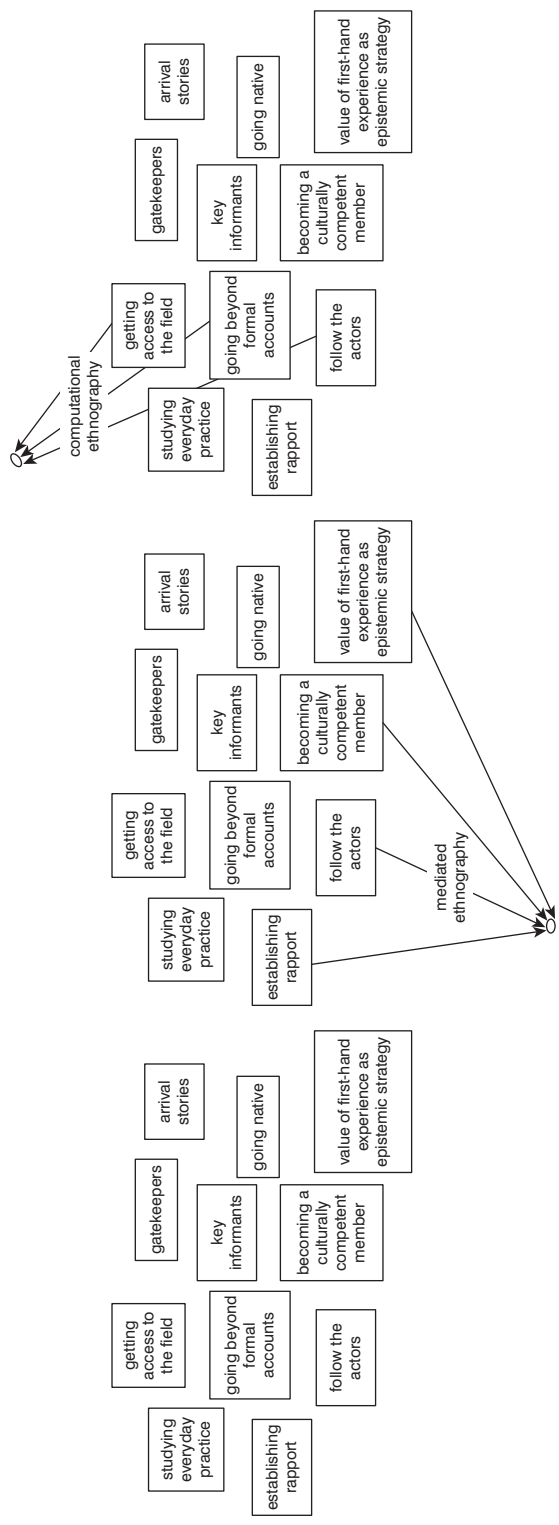 studying
everyday
practice
getting
access to
the field
gatekeepers
arrival
stories
establishing
rapport
going beyond
formal
accounts
key
informants
going native
follow the
actors
becoming a
culturally
competent
member
value of first-hand
experience as
epistemic strategy
studying
everyday
practice
getting
access to
the field
gatekeepers
arrival
stories
establishing
rapport
going beyond
formal
accounts
key
informants
going native
follow the
actors
becoming a
culturally
competent
member
value of first-hand
experience as
epistemic strategy
mediated
ethnography
computational
ethnography
studying
everyday
practice
getting
access to
the field
gatekeepers
arrival
stories
establishing
rapport
going beyond
formal
accounts
key
informants
going native
follow the
actors
becoming a
culturally
competent
member
value of first-hand
experience as
epistemic strategy